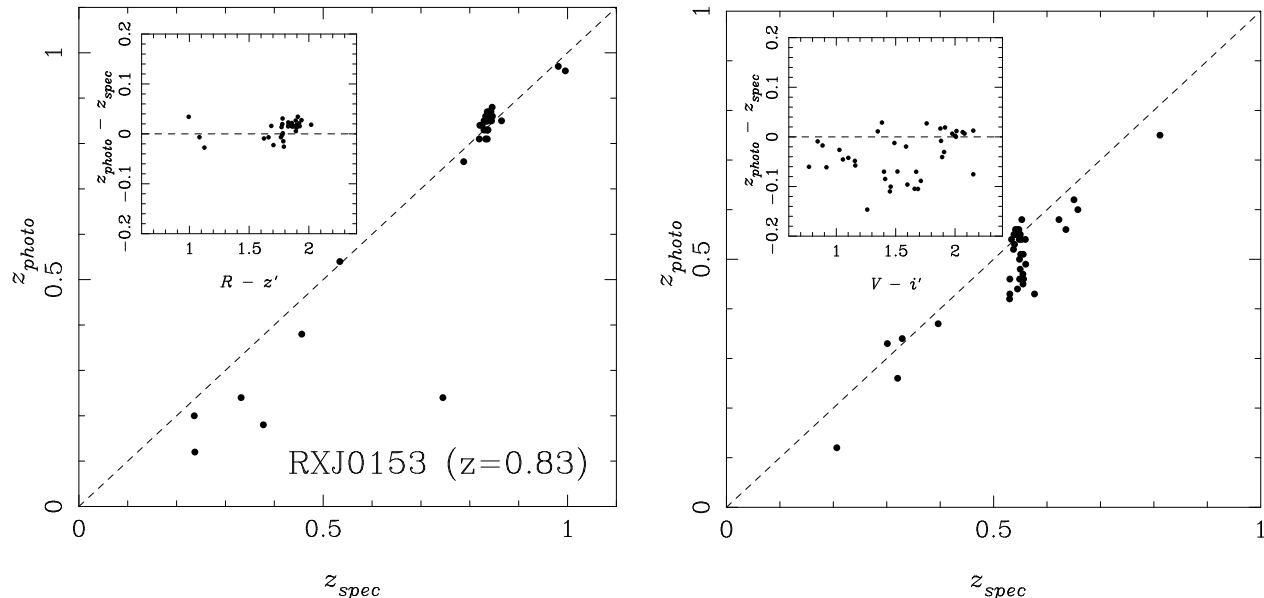 0.2
0.1
0
−0.1
−0.2
z_photo − z_spec
1 1.5 2
R − z'
1
0.5
0
z_photo
RXJ0153 (z=0.83)
0 0.5 1
z_spec
0.2
0.1
0
−0.1
−0.2
z_photo − z_spec
1 1.5 2
V − i'
1
0.5
0
z_photo
0 0.5 1
z_spec